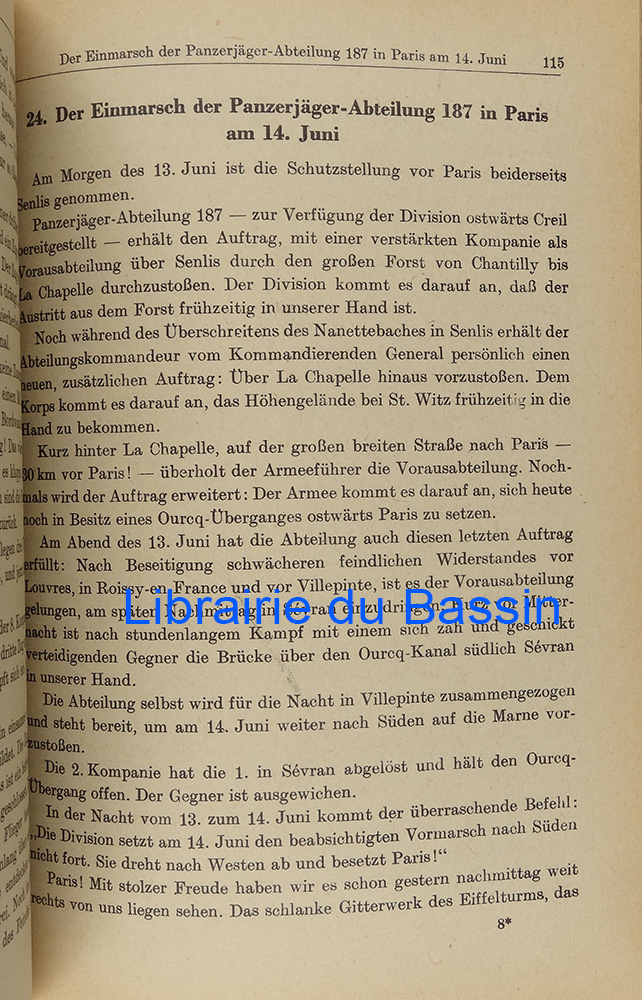 Der Einmarsch der Panzerjäger-Abteilung 187 in Paris am 14. Juni 115
24. Der Einmarsch der Panzerjäger-Abteilung 187 in Paris
am 14. Juni
Am Morgen des 13. Juni ist die Schutzstellung vor Paris beiderseits
Senlis genommen.
Panzerjäger-Abteilung 187 — zur Verfügung der Division ostwärts Creil
bereitgestellt — erhält den Auftrag, mit einer verstärkten Kompanie als
Vorausabteilung über Senlis durch den großen Forst von Chantilly bis
La Chapelle durchzustoßen. Der Division kommt es darauf an, daß der
Austritt aus dem Forst frühzeitig in unserer Hand ist.
Noch während des Überschreitens des Nanettebaches in Senlis erhält der
Abteilungskommandeur vom Kommandierenden General persönlich einen
neuen, zusätzlichen Auftrag: Über La Chapelle hinaus vorzustoßen. Dem
Korps kommt es darauf an, das Höhengelände bei St. Witz frühzeitig in die
Hand zu bekommen.
Kurz hinter La Chapelle, auf der großen breiten Straße nach Paris —
30 km vor Paris! — überholt der Armeeführer die Vorausabteilung. Noch-
mals wird der Auftrag erweitert: Der Armee kommt es darauf an, sich heute
noch in Besitz eines Ourcq-Überganges ostwärts Paris zu setzen.
Am Abend des 13. Juni hat die Abteilung auch diesen letzten Auftrag
erfüllt: Nach Beseitigung schwächeren feindlichen Widerstandes vor
Louvres, in Roissy-en-France und vor Villepinte, ist es der Vorausabteilung
gelungen, am späten Nachmittag in Sévran einzudringen. Kurz vor Mitter-
nacht ist nach stundenlangem Kampf mit einem sich zäh und geschickt
verteidigenden Gegner die Brücke über den Ourcq-Kanal südlich Sévran
in unserer Hand.
Die Abteilung selbst wird für die Nacht in Villepinte zusammengezogen
und steht bereit, um am 14. Juni weiter nach Süden auf die Marne vor-
zustoßen.
Die 2. Kompanie hat die 1. in Sévran abgelöst und hält den Ourcq-
Übergang offen. Der Gegner ist ausgewichen.
In der Nacht vom 13. zum 14. Juni kommt der überraschende Befehl:
„Die Division setzt am 14. Juni den beabsichtigten Vormarsch nach Süden
nicht fort. Sie dreht nach Westen ab und besetzt Paris!“
Paris! Mit stolzer Freude haben wir es schon gestern nachmittag weit
rechts von uns liegen sehen. Das schlanke Gitterwerk des Eiffelturms, das
8*
Librairie du Bassin